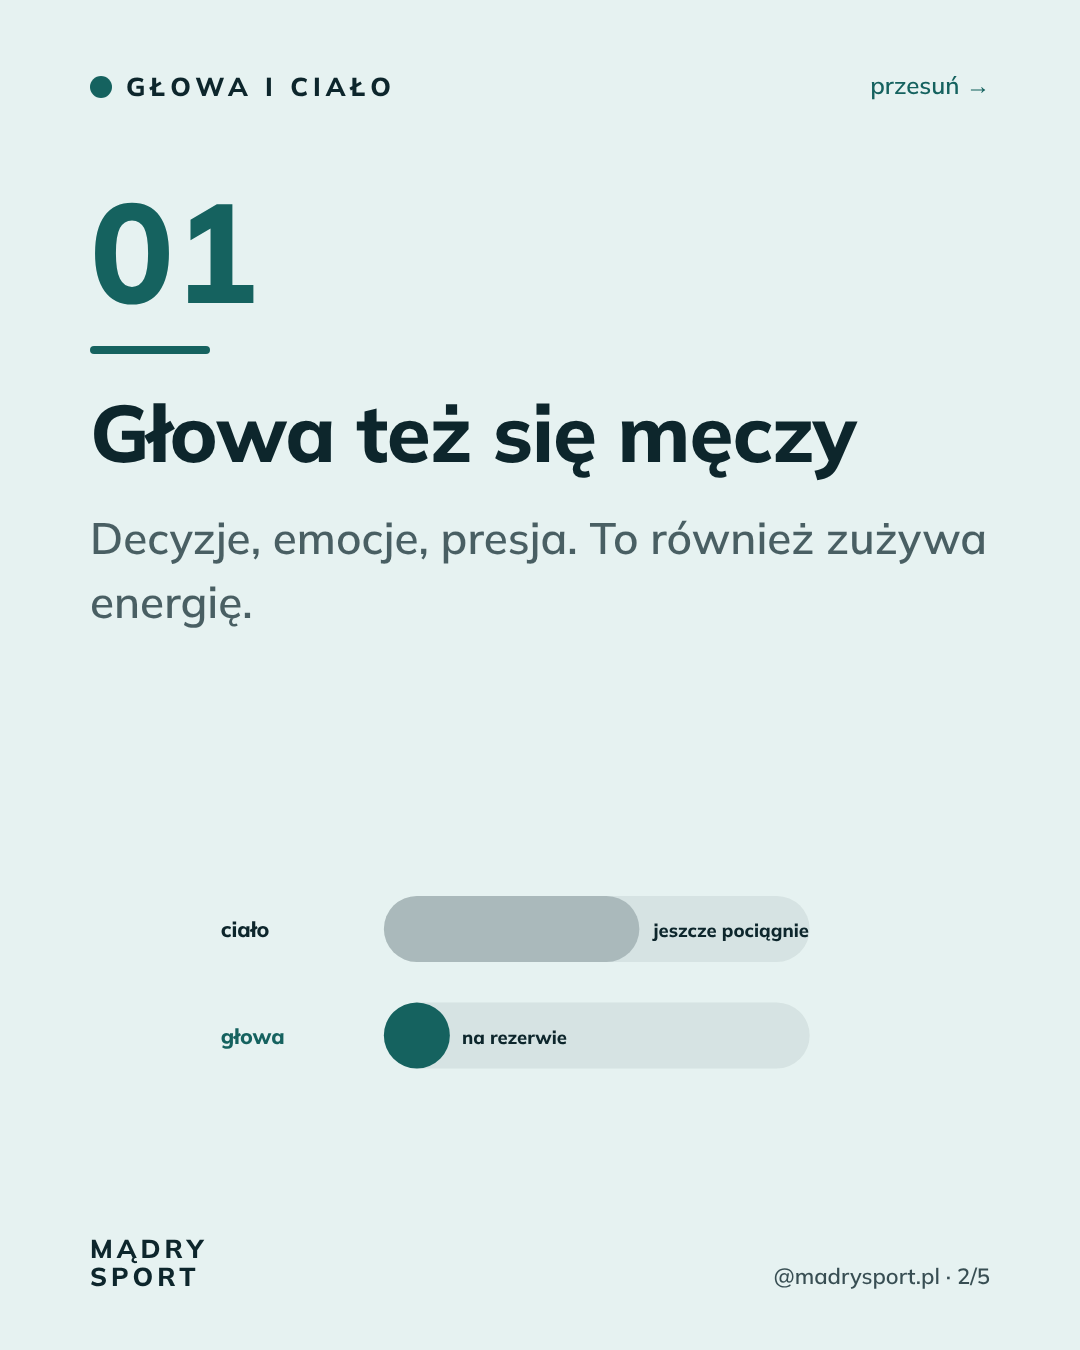 GŁOWA I CIAŁO
przesuń →
01
Głowa też się męczy
Decyzje, emocje, presja. To również zużywa
energię.
ciało
jeszcze pociągnie
głowa
na rezerwie
MĄDRY
SPORT
@madrysport.pl · 2/5